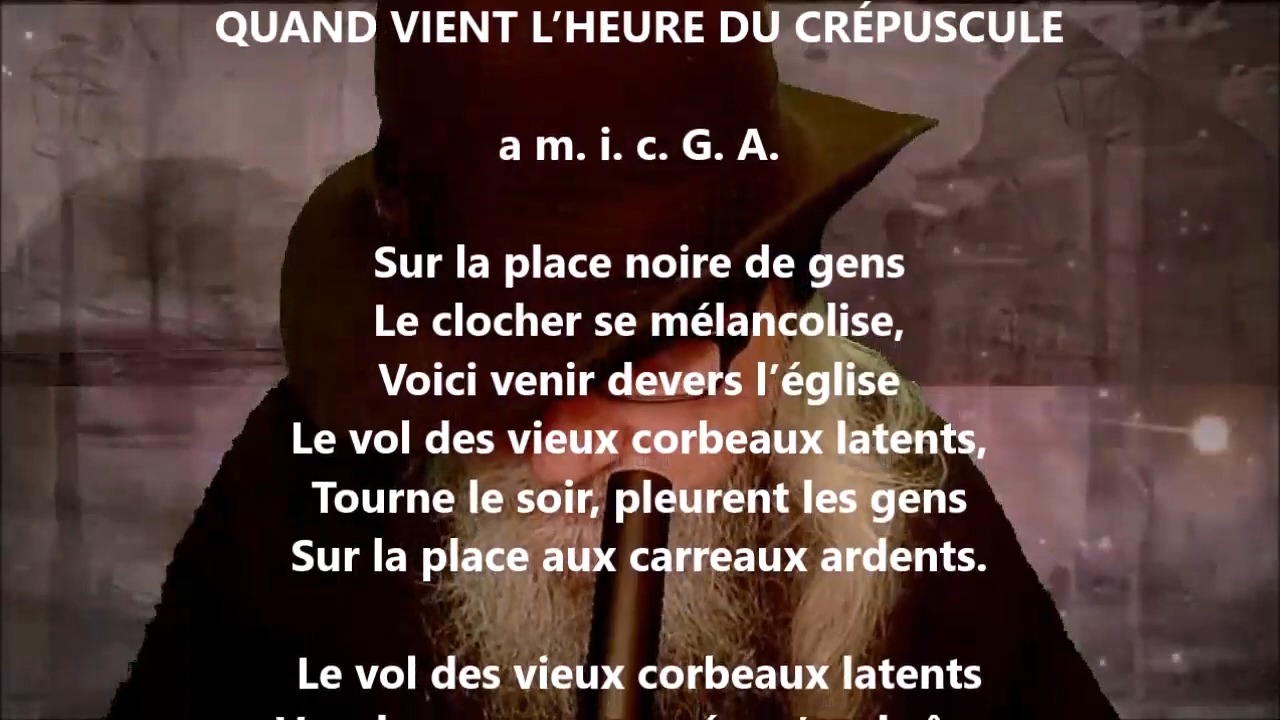 QUAND VIENT L’HEURE DU CRÉPUSCULE
a m. i. c. G. A.
Sur la place noire de gens
Le clocher se mélancolise,
Voici venir devers l’église
Le vol des vieux corbeaux latents,
Tourne le soir, pleurent les gens
Sur la place aux carreaux ardents.
Le vol des vieux corbeaux latents